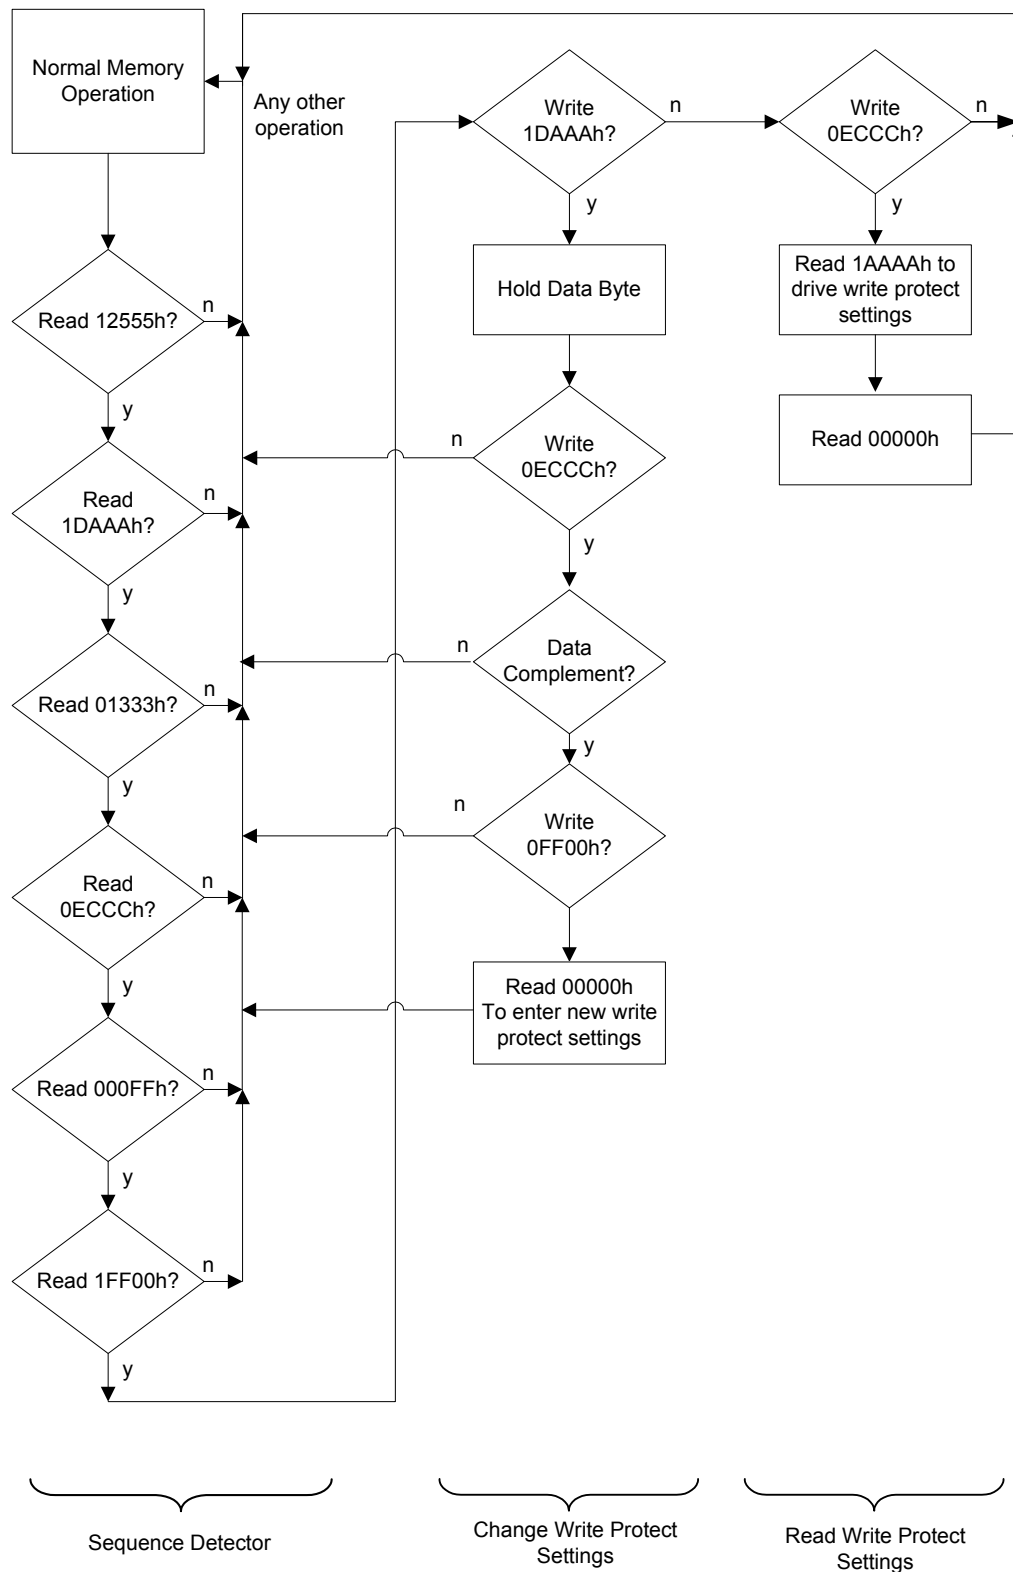 Normal Memory
Operation
Any other
operation
Read 12555h?
n
y
Read
1DAAAh?
n
y
Read 01333h?
n
y
Read
0ECCCh?
n
y
Read 000FFh?
n
y
Read 1FF00h?
n
y
Write
1DAAAh?
n
y
Hold Data Byte
Write
0ECCCh?
n
y
Data
Complement?
n
y
Write
0FF00h?
n
Read 00000h
To enter new write
protect settings
Write
0ECCCh?
n
y
Read 1AAAAh to
drive write protect
settings
Read 00000h
Sequence Detector
Change Write Protect
Settings
Read Write Protect
Settings